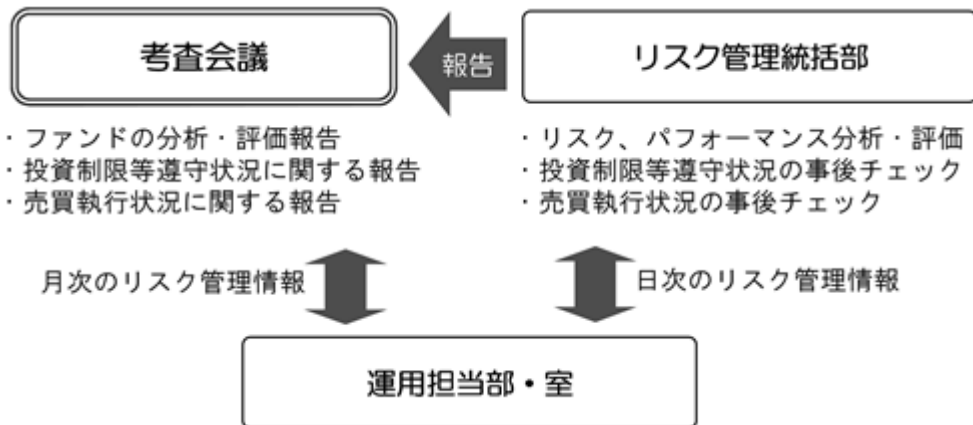 考査会議
報告
リスク管理統括部
・ファンドの分析・評価報告
・投資制限等遵守状況に関する報告
・売買執行状況に関する報告
・リスク、パフォーマンス分析・評価
・投資制限等遵守状況の事後チェック
・売買執行状況の事後チェック
月次のリスク管理情報
日次のリスク管理情報
運用担当部・室